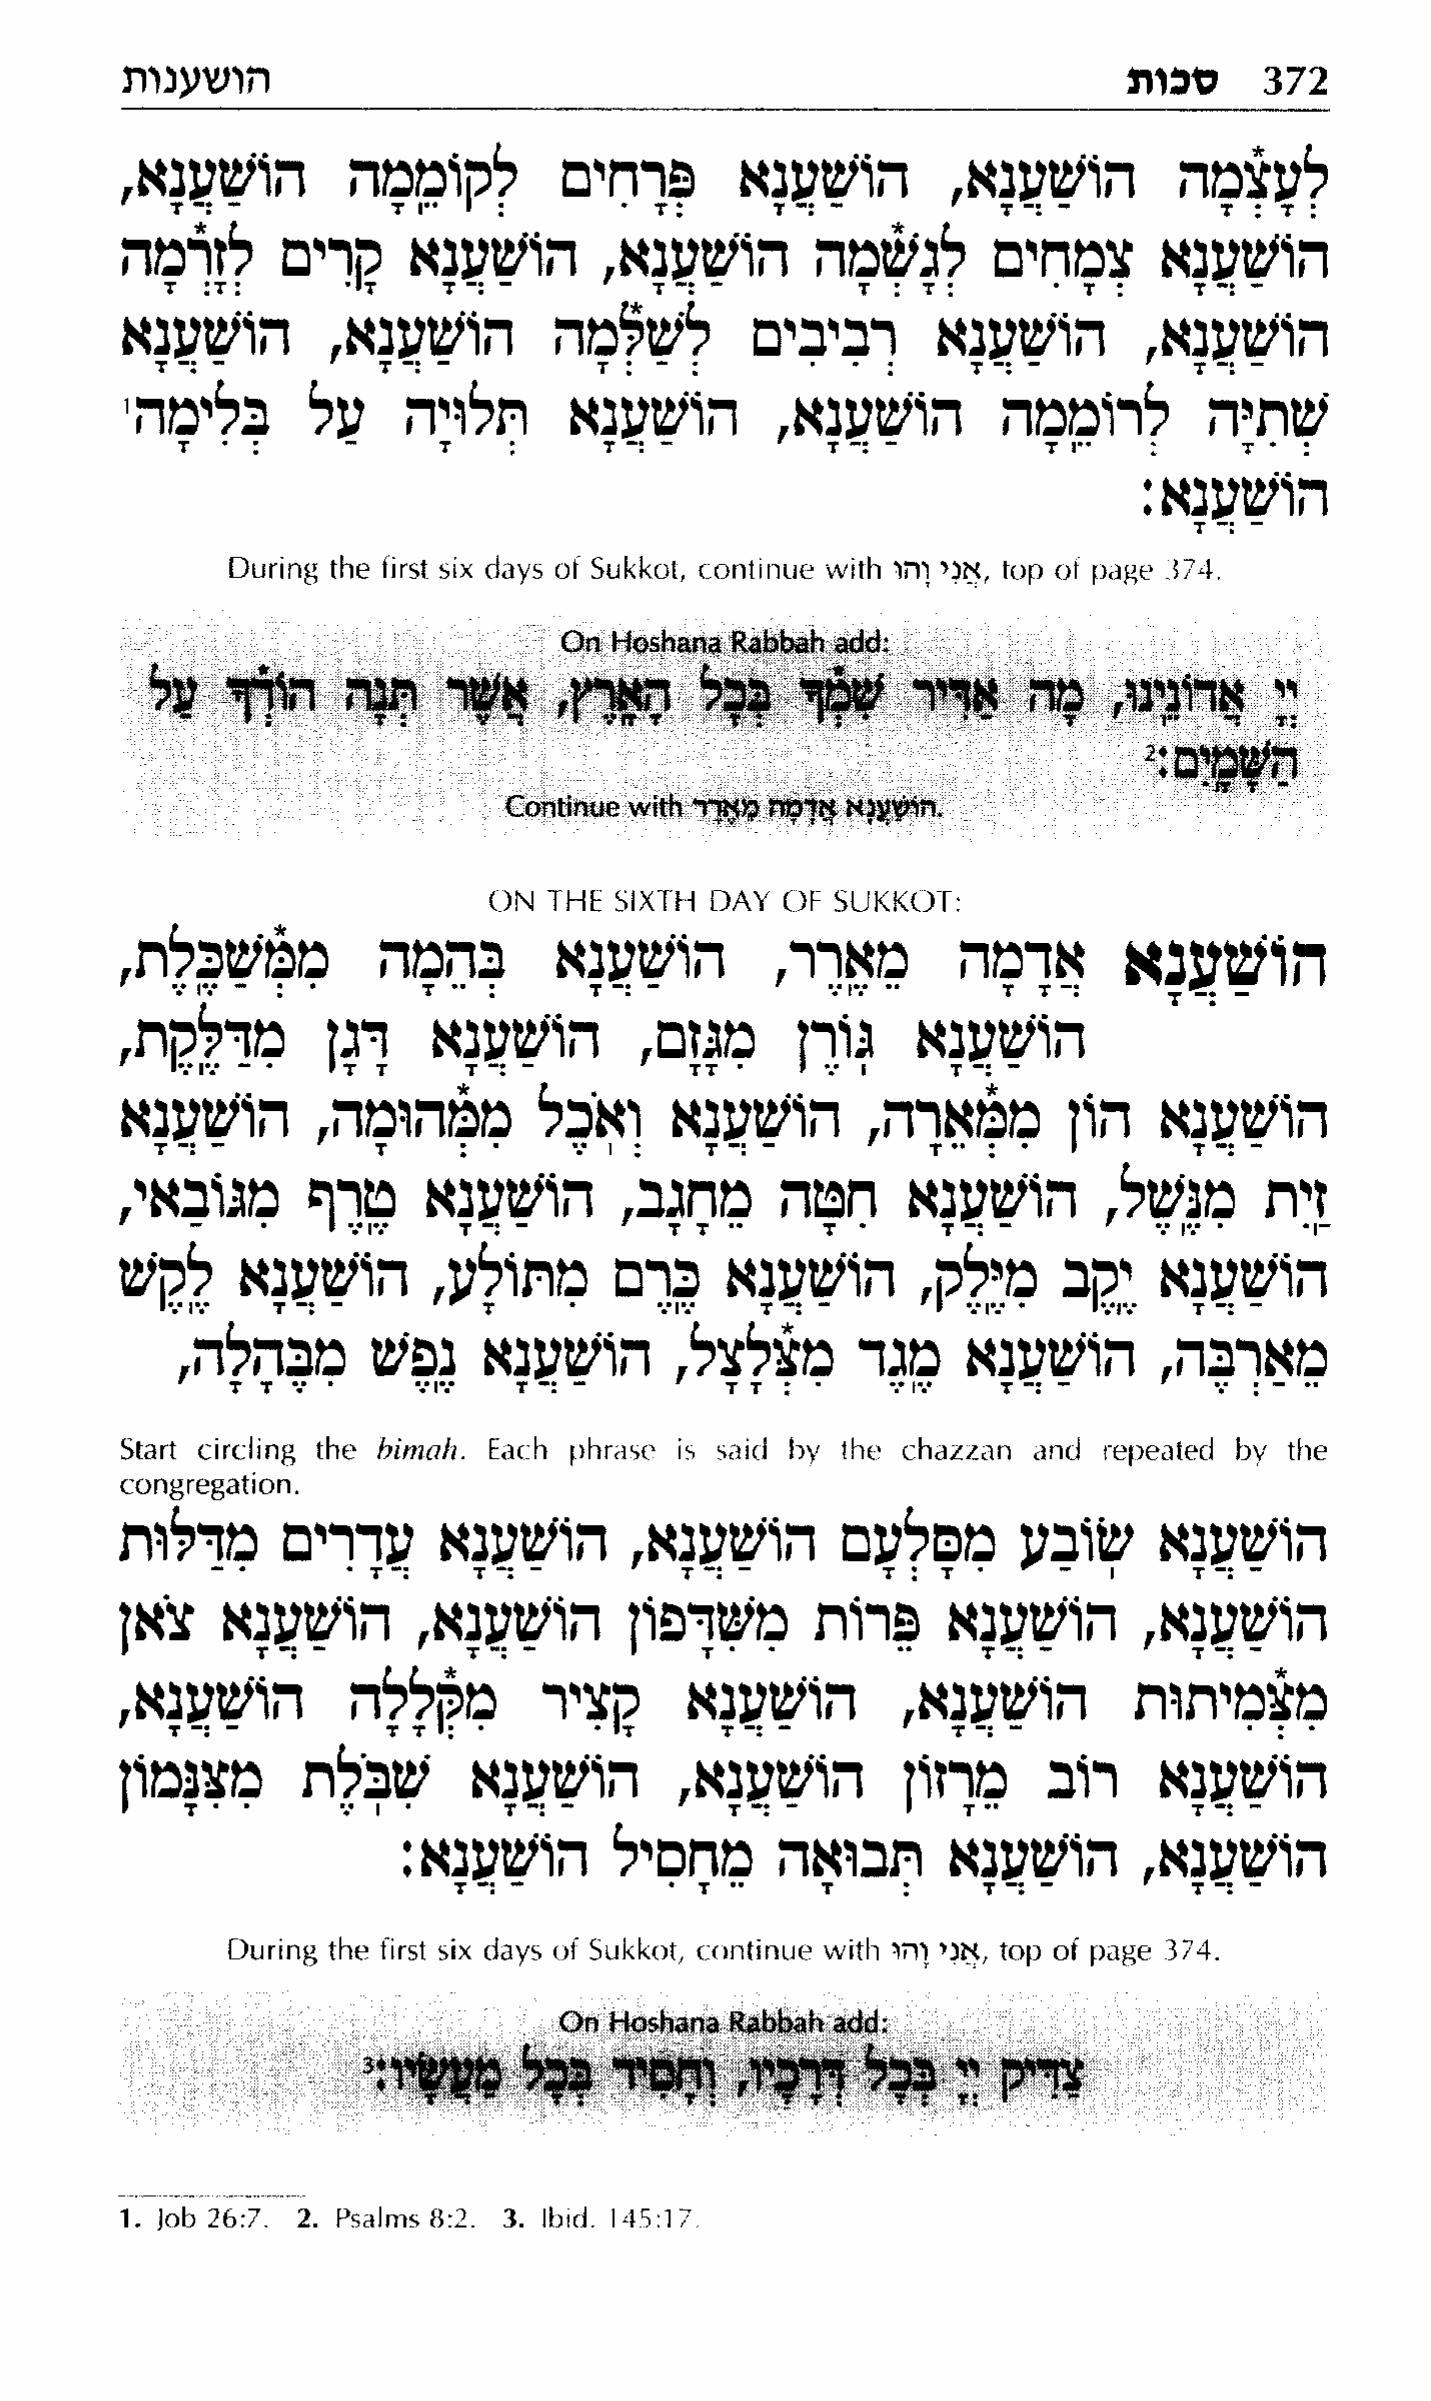 372 סכות הושענות
לְעָצְמָה הוֹשַׁעֲנָא, הוֹשַׁעֲנָא פְּרָחִים לְקוֹמֲמָה הוֹשַׁעֲנָא,
הוֹשַׁעֲנָא צְמָחִים לְגָשְׁמָה הוֹשַׁעֲנָא, הוֹשַׁעֲנָא קָרִים לְזָרְמָה
הוֹשַׁעֲנָא, הוֹשַׁעֲנָא רְבִיבִים לְשַׁלְּמָה הוֹשַׁעֲנָא, הוֹשַׁעֲנָא
שְׁתִיָּה לְרוֹמֲמָה הוֹשַׁעֲנָא, הוֹשַׁעֲנָא תְּלוּיָה עַל בְּלִימָה¹
הוֹשַׁעֲנָא:
During the first six days of Sukkot, continue with אֲנִי וָהוּ, top of page 374.
On Hoshana Rabbah add:
יְיָ אֲדוֹנֵינוּ, מָה אַדִּיר שִׁמְךָ בְּכָל הָאָרֶץ, אֲשֶׁר תְּנָה הוֹדְךָ עַל
הַשָּׁמָיִם:²
Continue with הוֹשַׁעֲנָא אֲדָמָה מֵאֶרֶר.
ON THE SIXTH DAY OF SUKKOT:
הוֹשַׁעֲנָא אֲדָמָה מֵאֶרֶר, הוֹשַׁעֲנָא בְּהֵמָה מִמְּשַׁכֶּלֶת,
הוֹשַׁעֲנָא גֽוֹרֶן מִגָּזָם, הוֹשַׁעֲנָא דָּגָן מִדַּלֶּקֶת,
הוֹשַׁעֲנָא הוֹן מִמְּאֵרָה, הוֹשַׁעֲנָא וְאֹֽכֶל מִמְּהוּמָה, הוֹשַׁעֲנָא
זַֽיִת מִנֶּשֶׁל, הוֹשַׁעֲנָא חִטָּה מֵחָגָב, הוֹשַׁעֲנָא טֶרֶף מִגּוֹבַאי,
הוֹשַׁעֲנָא יֶקֶב מִיֶּלֶק, הוֹשַׁעֲנָא כֶּרֶם מִתּוֹלָע, הוֹשַׁעֲנָא לֶקֶשׁ
מֵאַרְבֶּה, הוֹשַׁעֲנָא מֶגֶד מִצְּלָצָל, הוֹשַׁעֲנָא נֶפֶשׁ מִבֶּהָלָה,
Start circling the bimah. Each phrase is said by the chazzan and repeated by the
congregation.
הוֹשַׁעֲנָא שֽׂוֹבַע מִסָּלְעָם הוֹשַׁעֲנָא, הוֹשַׁעֲנָא עֲדָרִים מִדַּלּוּת
הוֹשַׁעֲנָא, הוֹשַׁעֲנָא פֵּרוֹת מִשִּׁדָּפוֹן הוֹשַׁעֲנָא, הוֹשַׁעֲנָא צֹאן
מִצְּמִיתוּת הוֹשַׁעֲנָא, הוֹשַׁעֲנָא קָצִיר מִקְּלָלָה הוֹשַׁעֲנָא,
הוֹשַׁעֲנָא רוֹב מֵרָזוֹן הוֹשַׁעֲנָא, הוֹשַׁעֲנָא שִׁבֹּֽלֶת מִצִּנָּמוֹן
הוֹשַׁעֲנָא, הוֹשַׁעֲנָא תְּבוּאָה מֵחָסִיל הוֹשַׁעֲנָא:
During the first six days of Sukkot, continue with אֲנִי וָהוּ, top of page 374.
On Hoshana Rabbah add:
צַדִּיק יְיָ בְּכָל דְּרָכָיו, וְחָסִיד בְּכָל מַעֲשָׂיו:³
1. Job 26:7. 2. Psalms 8:2. 3. Ibid. 145:17.